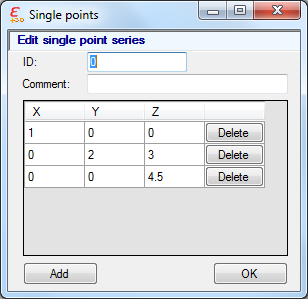 Single points
Edit single point series
ID: 0
Comment:
X Y Z
1 0 0 Delete
0 2 3 Delete
0 0 4.5 Delete
Add OK